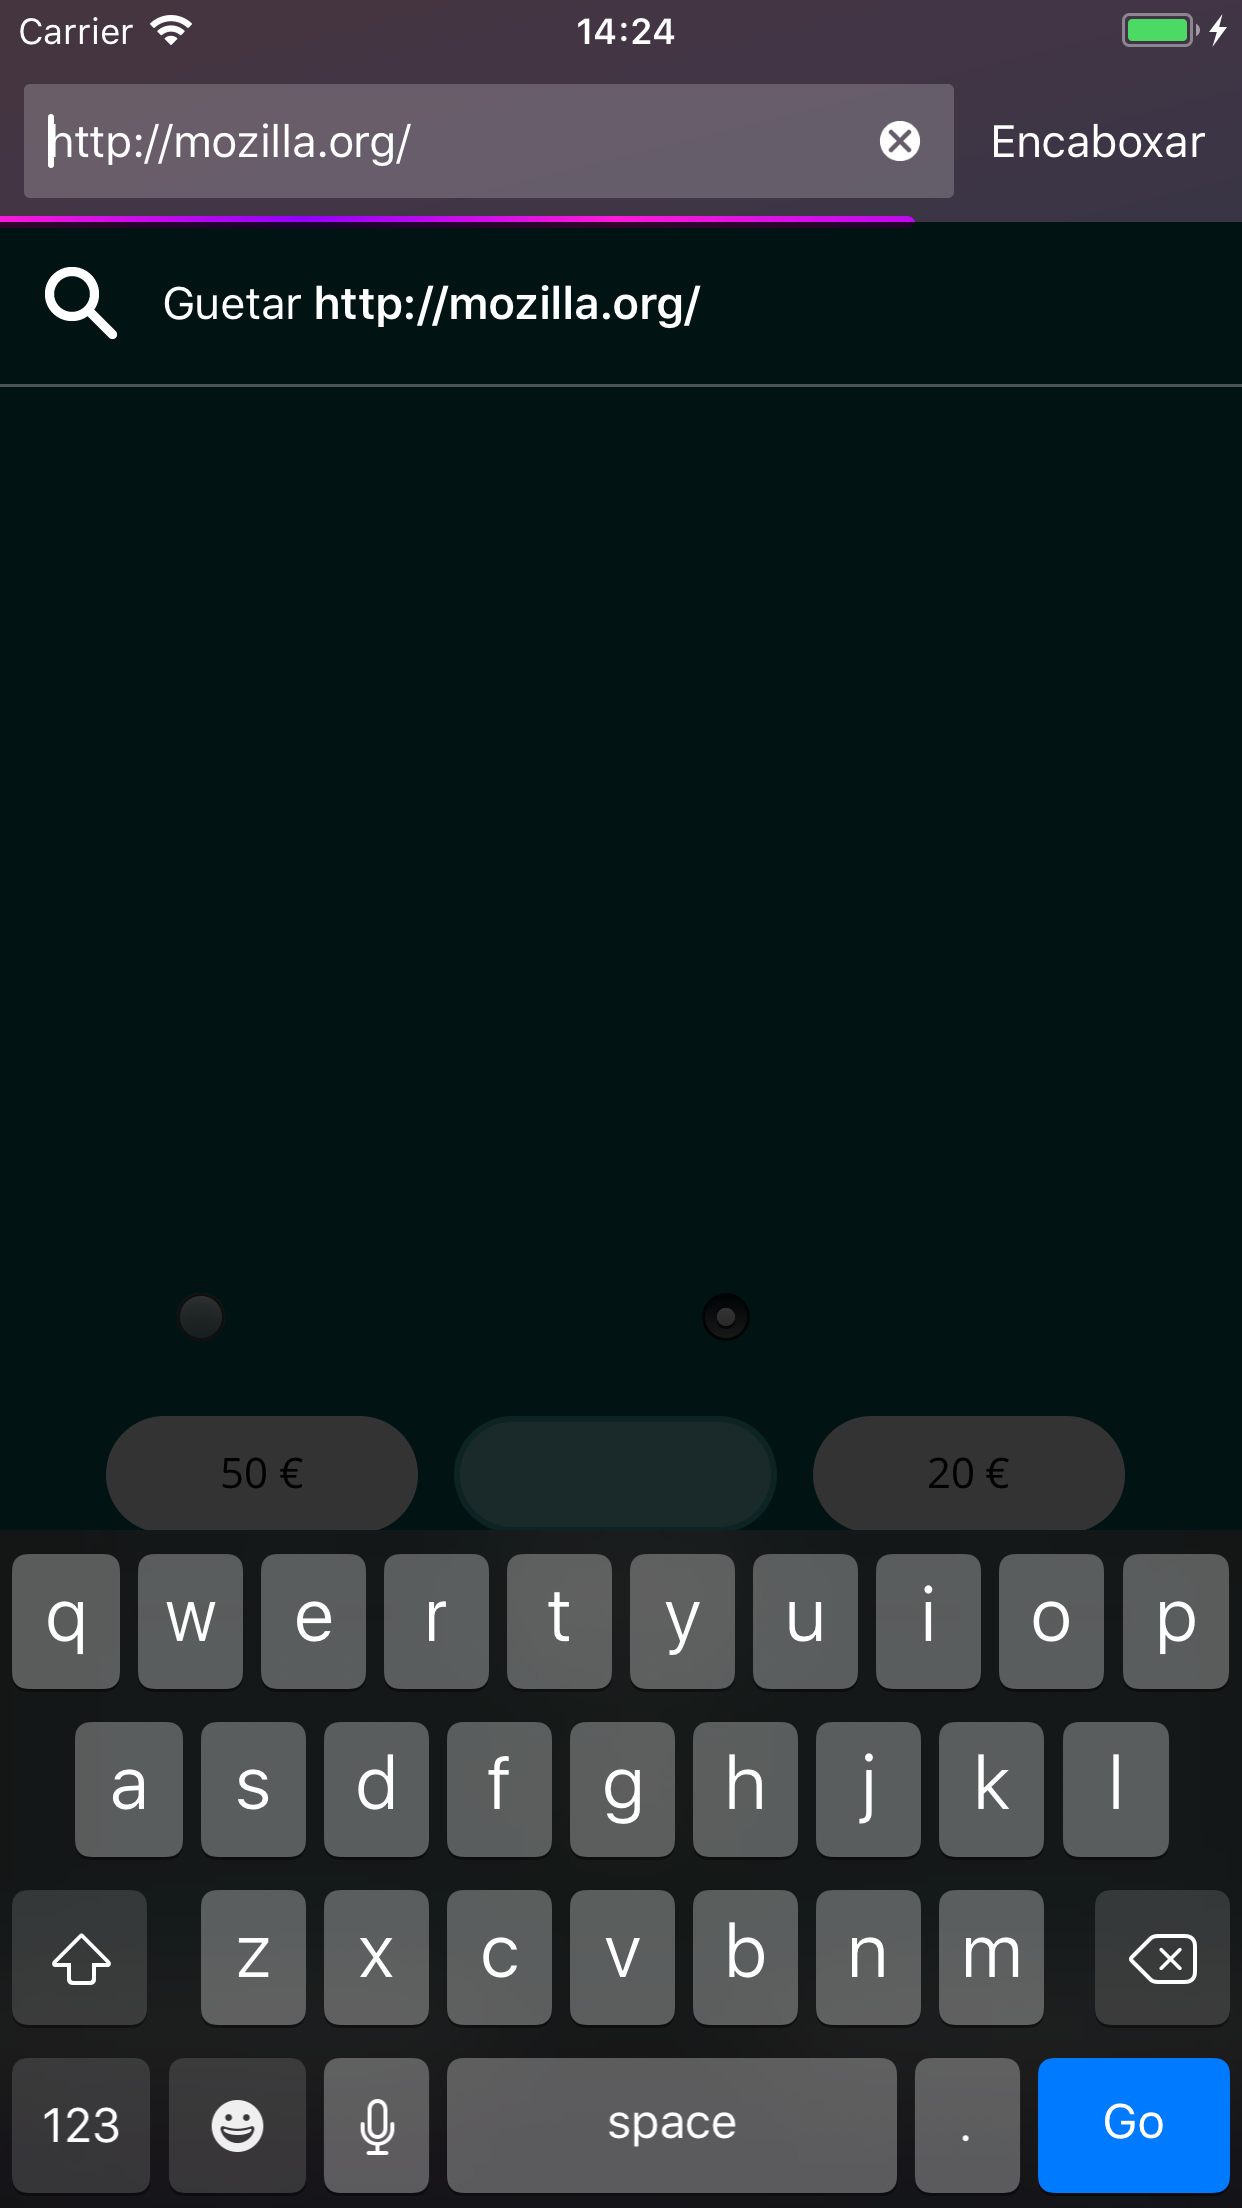 Carrier 14:24
http://mozilla.org/ Encaboxar
Guetar http://mozilla.org/
50 € 20 €
q w e r t y u i o p
a s d f g h j k l
z x c v b n m
123 space . Go